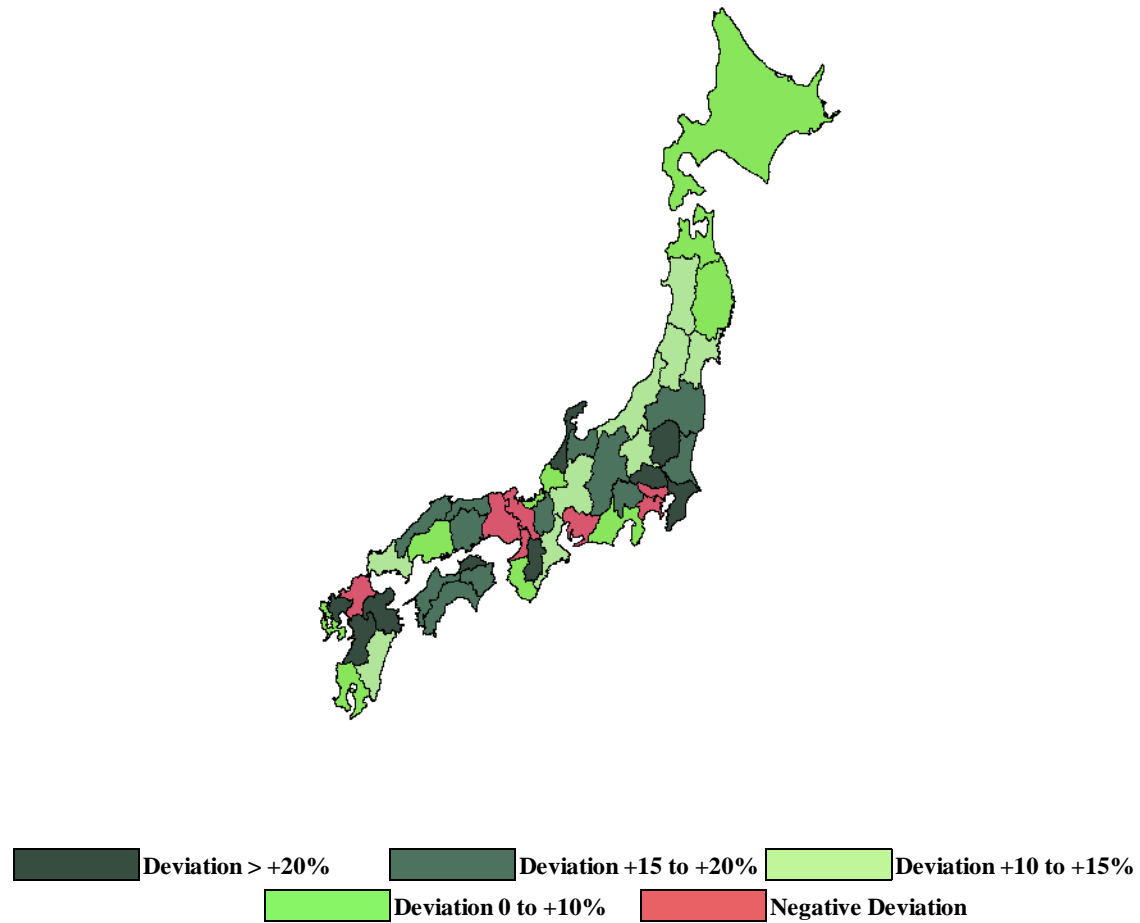 Deviation > +20% Deviation +15 to +20% Deviation +10 to +15%
Deviation 0 to +10% Negative Deviation